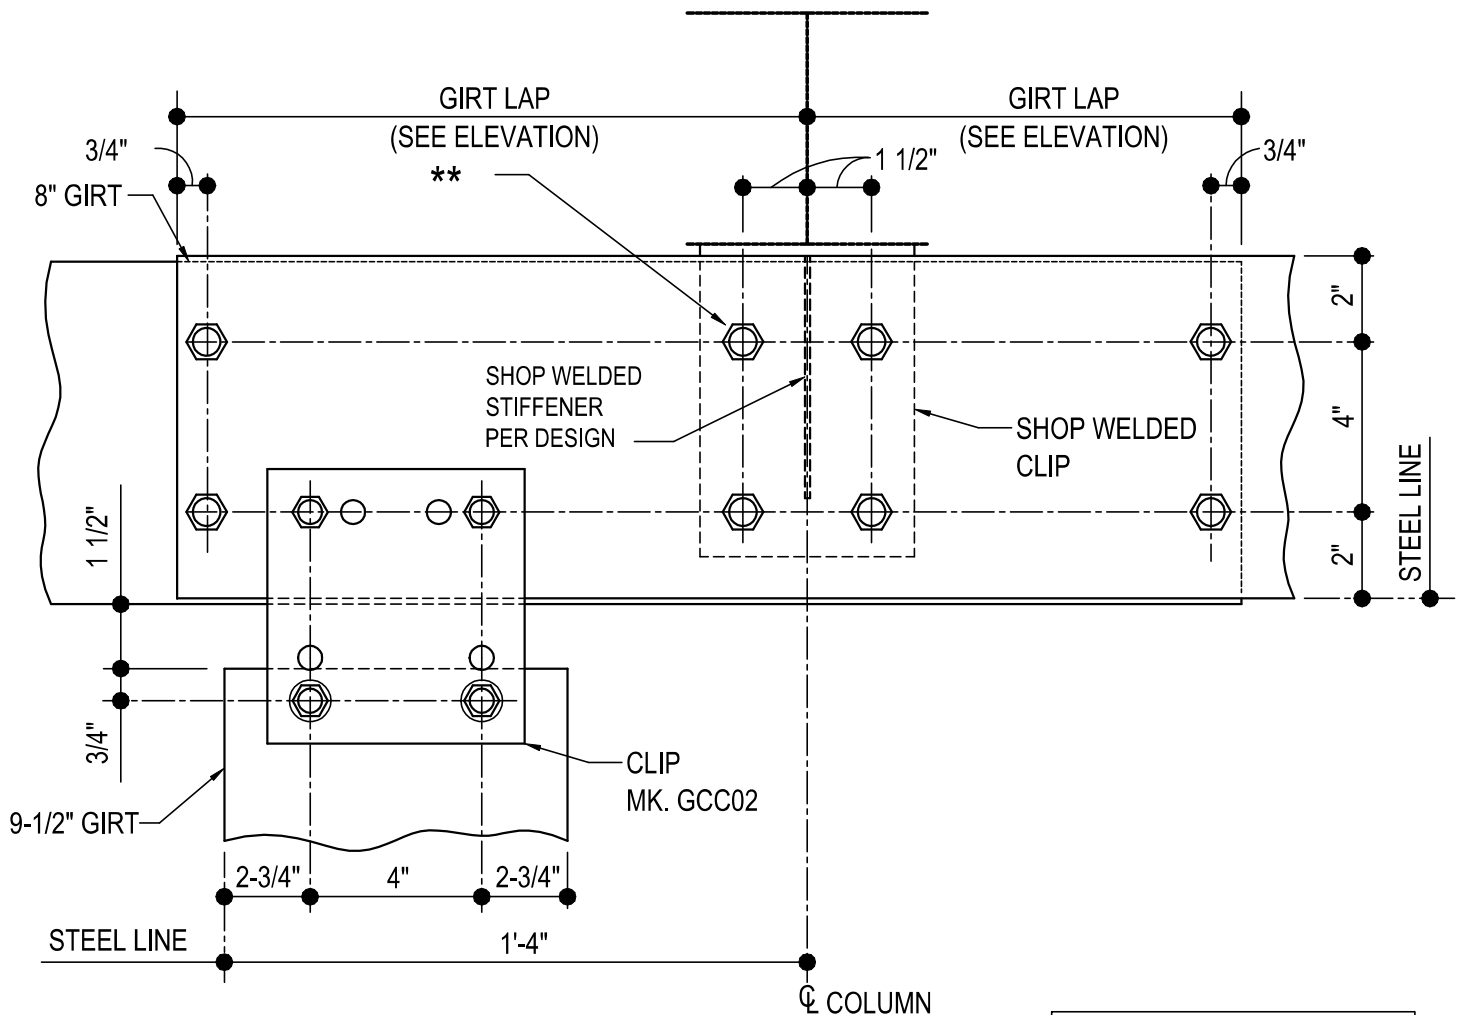 GIRT LAP
(SEE ELEVATION)
GIRT LAP
(SEE ELEVATION)
3/4"
**
1 1/2"
3/4"
8" GIRT
2"
SHOP WELDED
STIFFENER
PER DESIGN
SHOP WELDED
CLIP
4"
STEEL LINE
1 1/2"
2"
3/4"
CLIP
MK. GCC02
9-1/2" GIRT
2-3/4"
4"
2-3/4"
STEEL LINE
1'-4"
℄ COLUMN